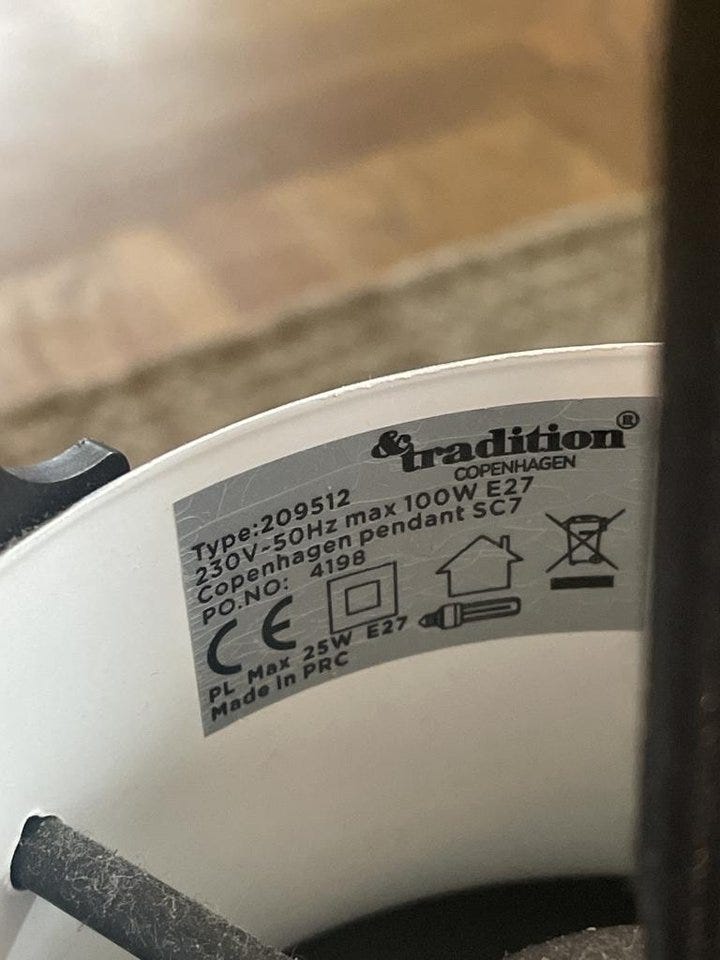 &tradition®
COPENHAGEN
Type:209512
230V~50Hz max 100W E27
Copenhagen pendant SC7
PO.NO: 4198
CE
PL Max 25W E27
Made In PRC